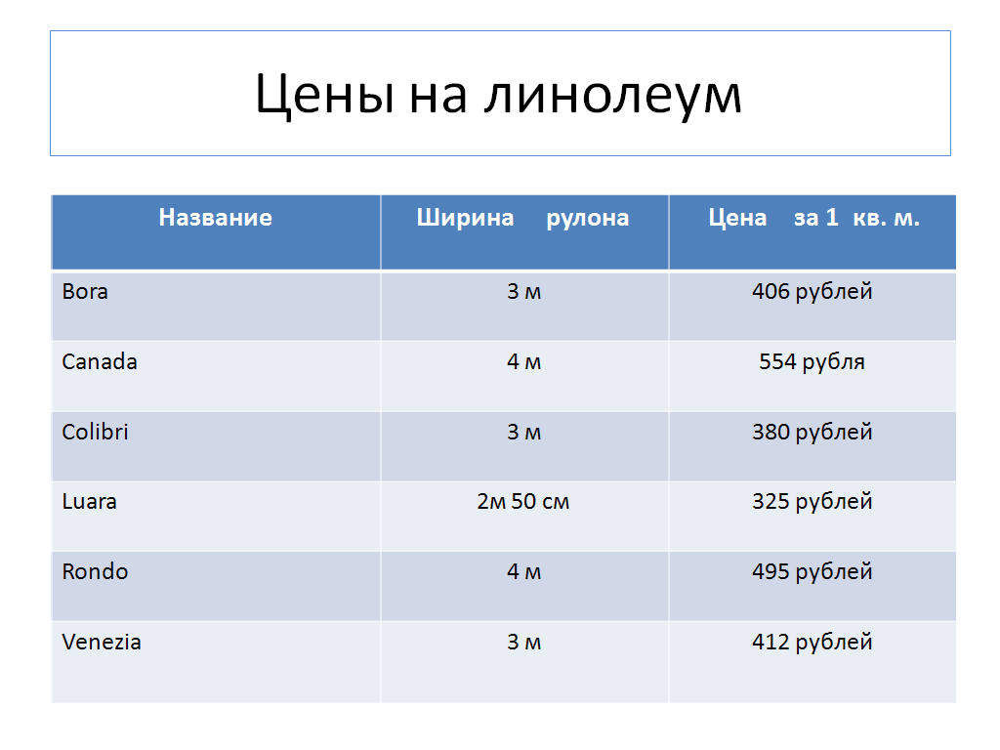 Цены на линолеум
Название Ширина рулона Цена за 1 кв. м.
Bora 3 м 406 рублей
Canada 4 м 554 рубля
Colibri 3 м 380 рублей
Luara 2м 50 см 325 рублей
Rondo 4 м 495 рублей
Venezia 3 м 412 рублей